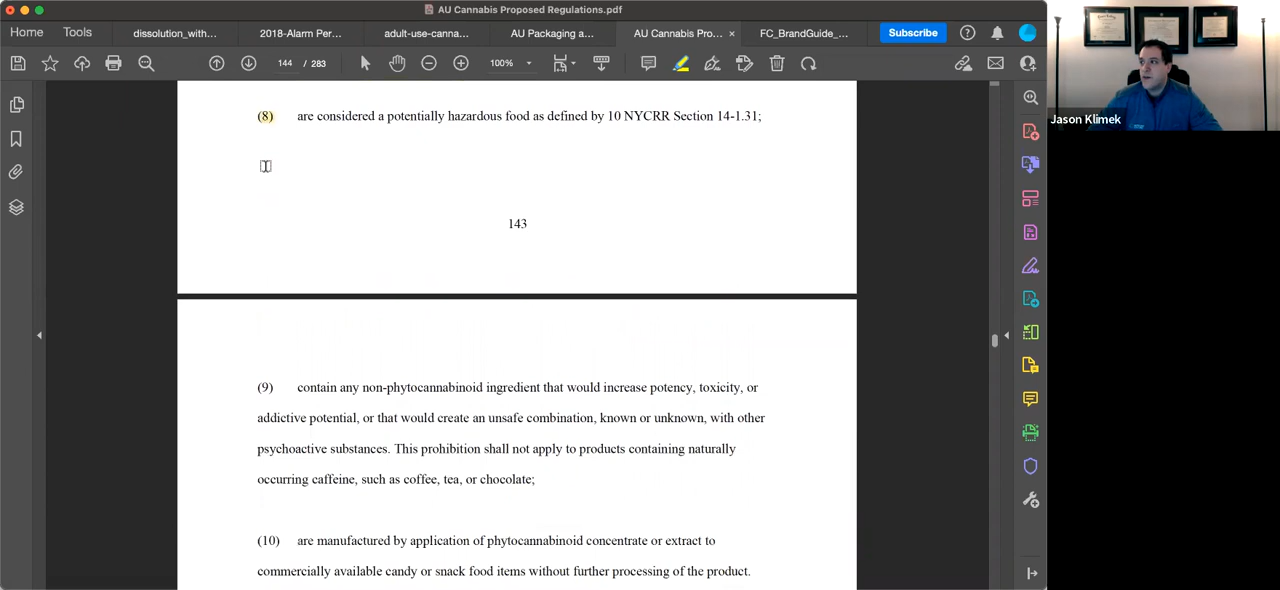 AU Cannabis Proposed Regulations.pdf
Home
Tools
dissolution_with...
2018-Alarm Per...
adult-use-canna...
AU Packaging a...
AU Cannabis Pro... ×
FC_BrandGuide_...
Subscribe
144 / 283
100%
Jason Klimek
(8) are considered a potentially hazardous food as defined by 10 NYCRR Section 14-1.31;
143
(9) contain any non-phytocannabinoid ingredient that would increase potency, toxicity, or
addictive potential, or that would create an unsafe combination, known or unknown, with other
psychoactive substances. This prohibition shall not apply to products containing naturally
occurring caffeine, such as coffee, tea, or chocolate;
(10) are manufactured by application of phytocannabinoid concentrate or extract to
commercially available candy or snack food items without further processing of the product.